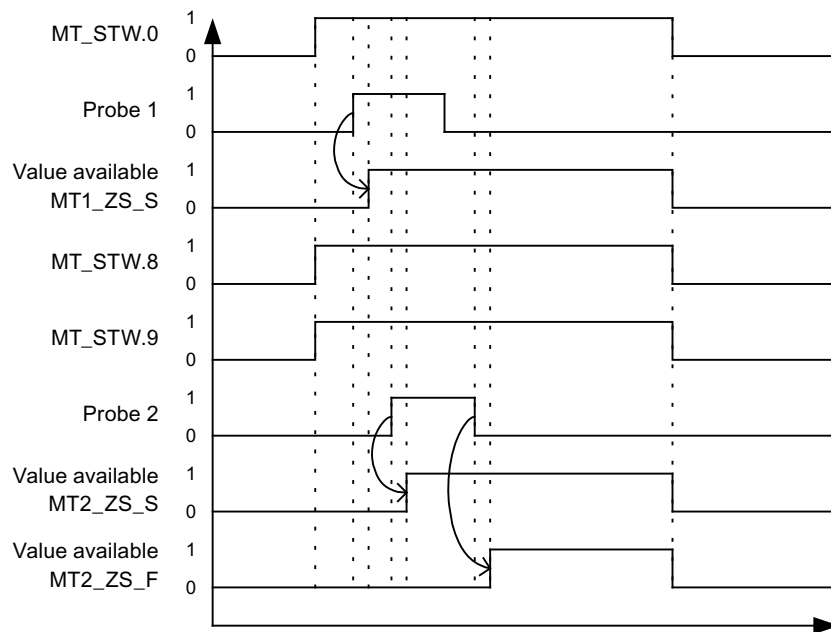 MT_STW.0
1
0
Probe 1
1
0
Value available
MT1_ZS_S
1
0
MT_STW.8
1
0
MT_STW.9
1
0
Probe 2
1
0
Value available
MT2_ZS_S
1
0
Value available
MT2_ZS_F
1
0